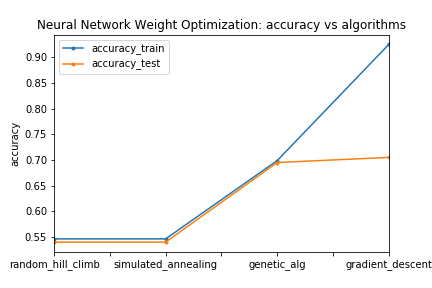 Neural Network Weight Optimization: accuracy vs algorithms
accuracy_train
accuracy_test
accuracy
0.90
0.85
0.80
0.75
0.70
0.65
0.60
0.55
random_hill_climb simulated_annealing genetic_alg gradient_descent